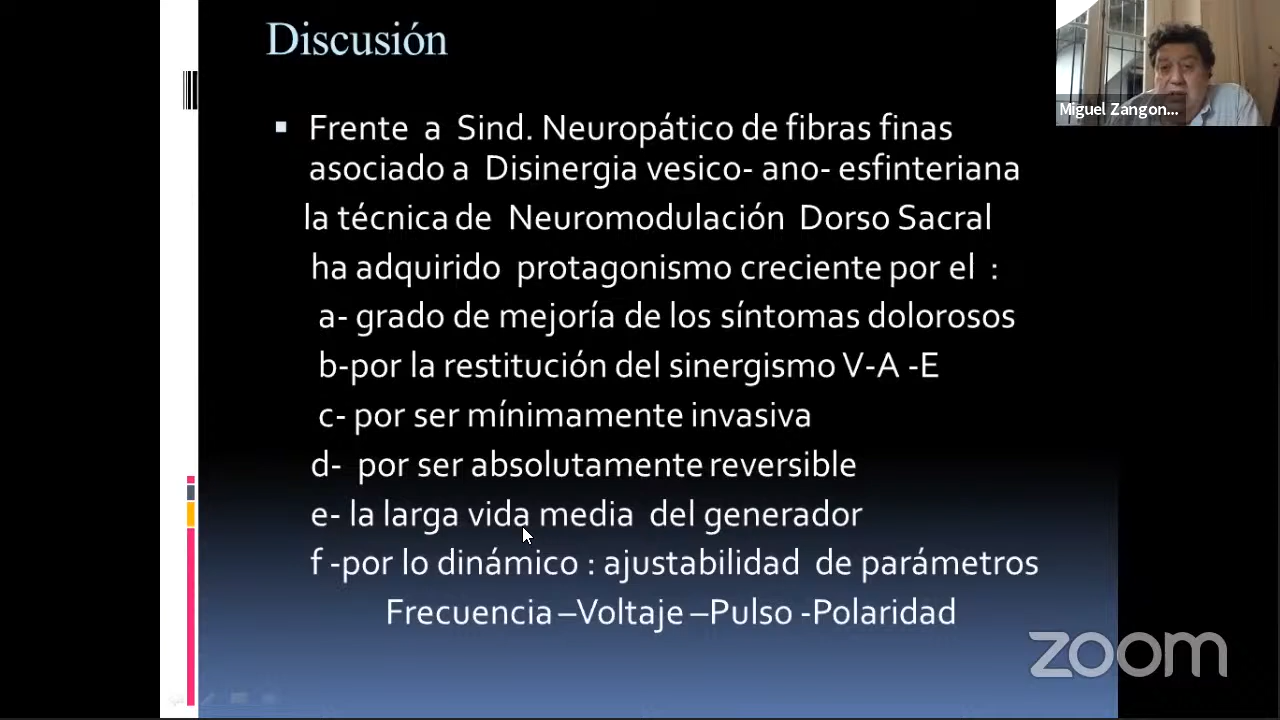 Discusión
Miguel Zangon...
▪ Frente a Sind. Neuropático de fibras finas
asociado a Disinergia vesico- ano- esfinteriana
la técnica de Neuromodulación Dorso Sacral
ha adquirido protagonismo creciente por el :
a- grado de mejoría de los síntomas dolorosos
b-por la restitución del sinergismo V-A -E
c- por ser mínimamente invasiva
d- por ser absolutamente reversible
e- la larga vida media del generador
f -por lo dinámico : ajustabilidad de parámetros
Frecuencia –Voltaje –Pulso -Polaridad
zoom